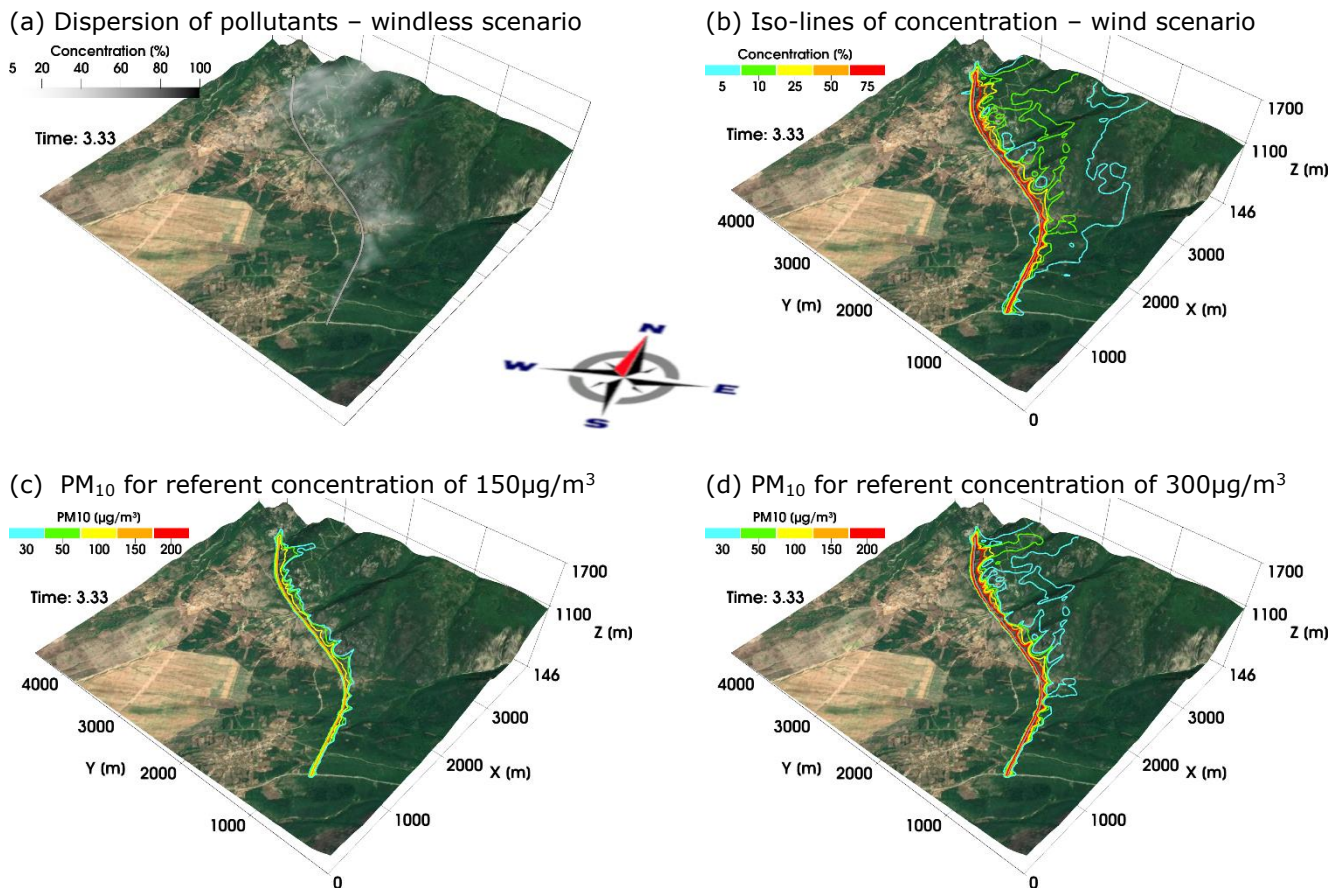 (a) Dispersion of pollutants – windless scenario
Concentration (%)
5 20 40 60 80 100
Time: 3.33
(b) Iso-lines of concentration – wind scenario
Concentration (%)
5 10 25 50 75
Time: 3.33
1700
1100
Z (m)
146
4000
3000
3000
2000
Y (m) 2000
X (m)
1000
1000
0
N
W
E
S
(c) PM₁₀ for referent concentration of 150µg/m³
PM10 (µg/m³)
30 50 100 150 200
Time: 3.33
1700
1100
Z (m)
146
4000
3000
3000
2000
Y (m) 2000
X (m)
1000
1000
0
(d) PM₁₀ for referent concentration of 300µg/m³
PM10 (µg/m³)
30 50 100 150 200
Time: 3.33
1700
1100
Z (m)
146
4000
3000
3000
2000
Y (m) 2000
X (m)
1000
1000
0